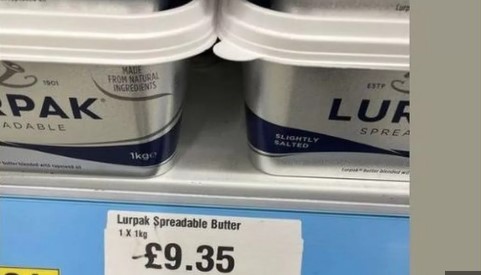 1901
MADE
FROM NATURAL
INGREDIENTS
RPAK
ADABLE
1kg℮
ESTD
LUR
SPREA
SLIGHTLY
SALTED
Lurpak Spreadable Butter
1 X 1kg
£9.35